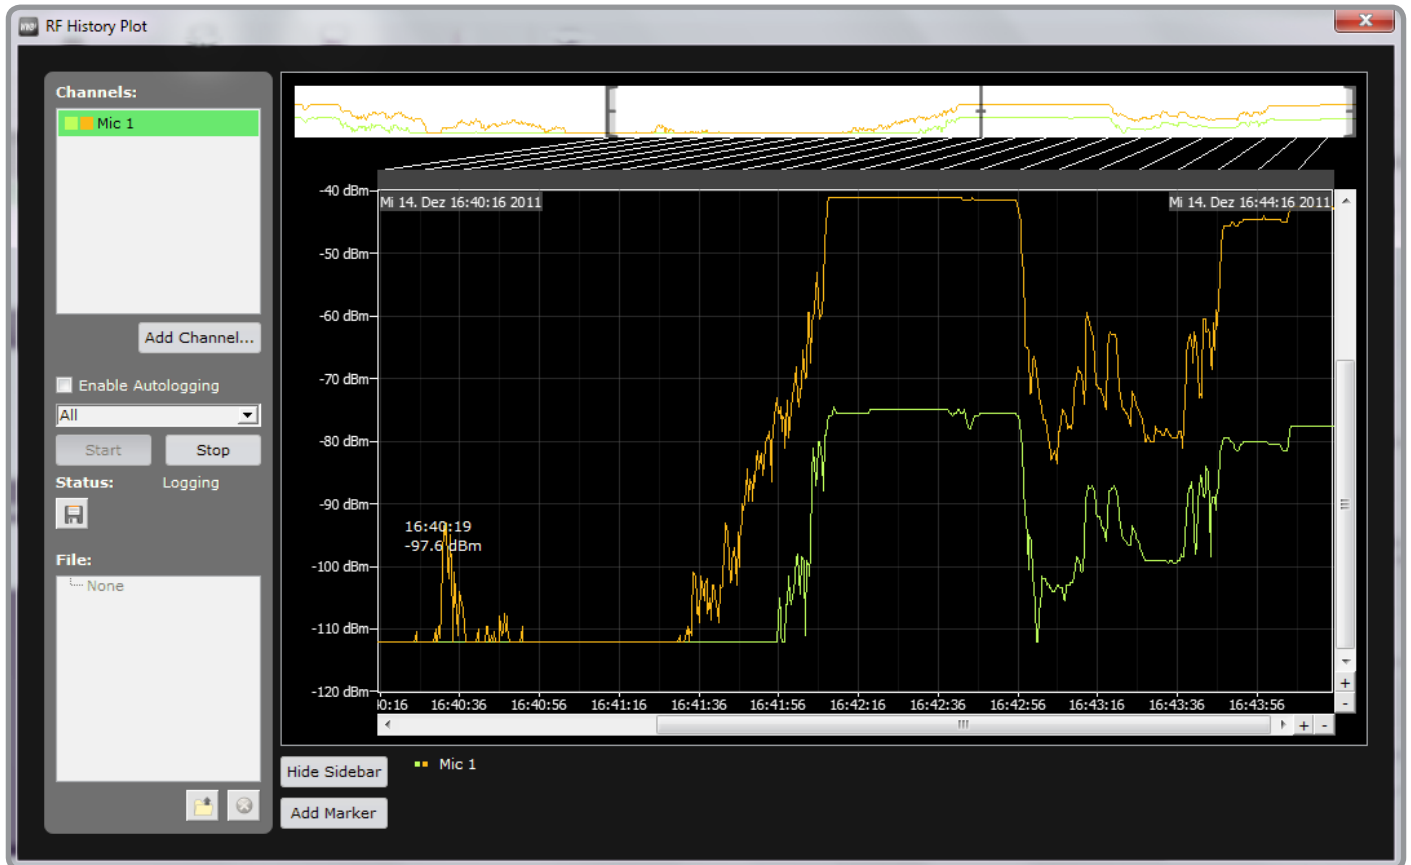 RF History Plot
Channels:
Mic 1
Add Channel...
Enable Autologging
All
Start Stop
Status: Logging
File:
None
-40 dBm
-50 dBm
-60 dBm
-70 dBm
-80 dBm
-90 dBm
-100 dBm
-110 dBm
-120 dBm
Mi 14. Dez 16:40:16 2011
Mi 14. Dez 16:44:16 2011
16:40:19
-97.6 dBm
0:16 16:40:36 16:40:56 16:41:16 16:41:36 16:41:56 16:42:16 16:42:36 16:42:56 16:43:16 16:43:36 16:43:56
+
-
+ -
Hide Sidebar
Mic 1
Add Marker